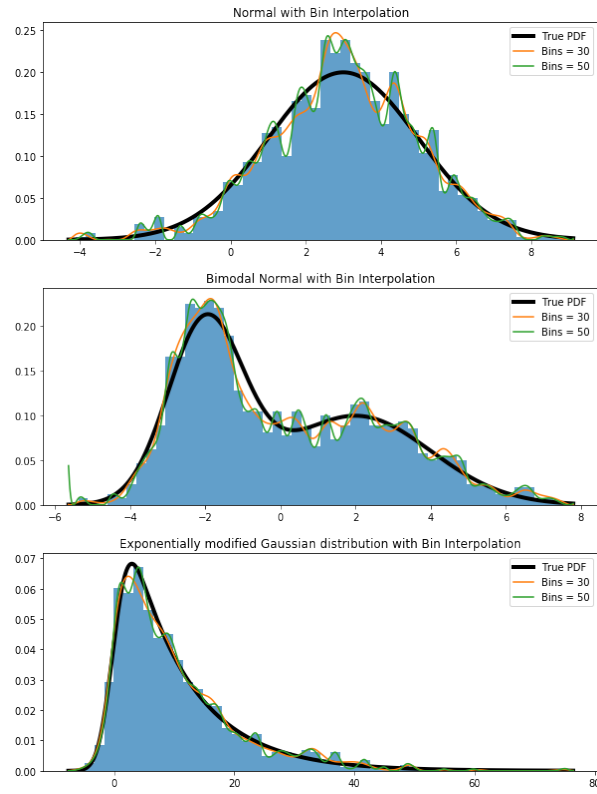 Normal with Bin Interpolation
0.25
0.20
0.15
0.10
0.05
0.00
True PDF
Bins = 30
Bins = 50
−4 −2 0 2 4 6 8
Bimodal Normal with Bin Interpolation
0.20
0.15
0.10
0.05
0.00
True PDF
Bins = 30
Bins = 50
−6 −4 −2 0 2 4 6 8
Exponentially modified Gaussian distribution with Bin Interpolation
0.07
0.06
0.05
0.04
0.03
0.02
0.01
0.00
True PDF
Bins = 30
Bins = 50
0 20 40 60 80